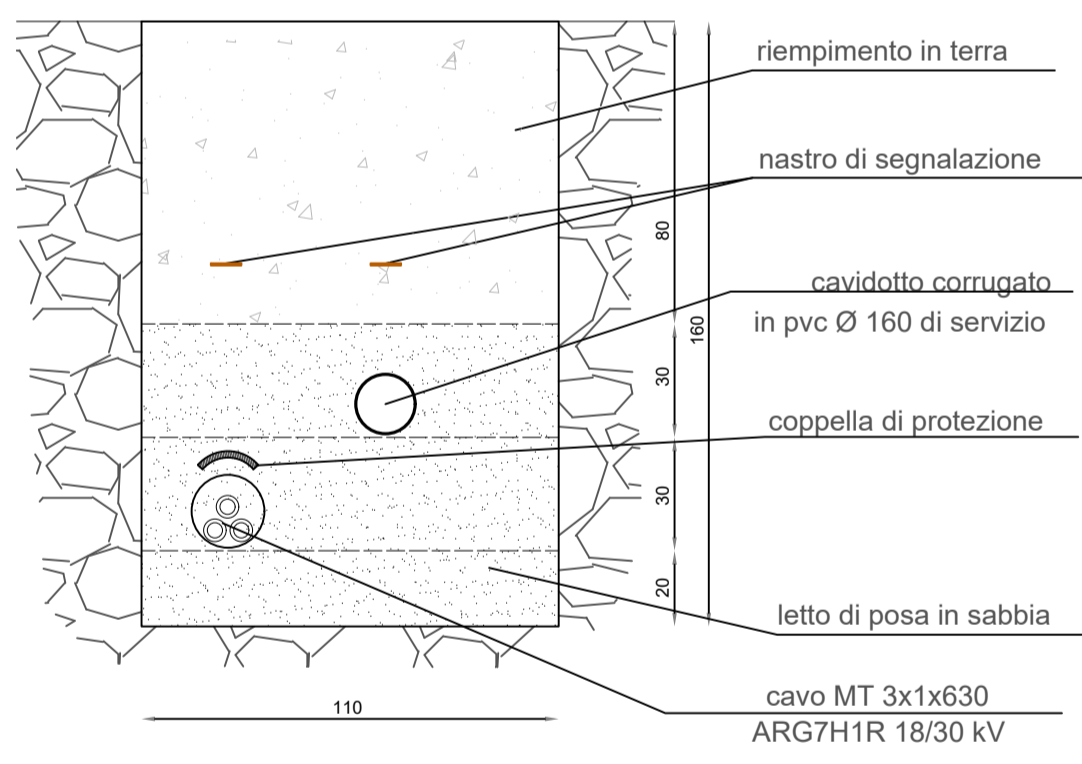 riempimento in terra
nastro di segnalazione
80
cavidotto corrugato
in pvc Ø 160 di servizio
160
30
coppella di protezione
30
20
letto di posa in sabbia
cavo MT 3x1x630
ARG7H1R 18/30 kV
110